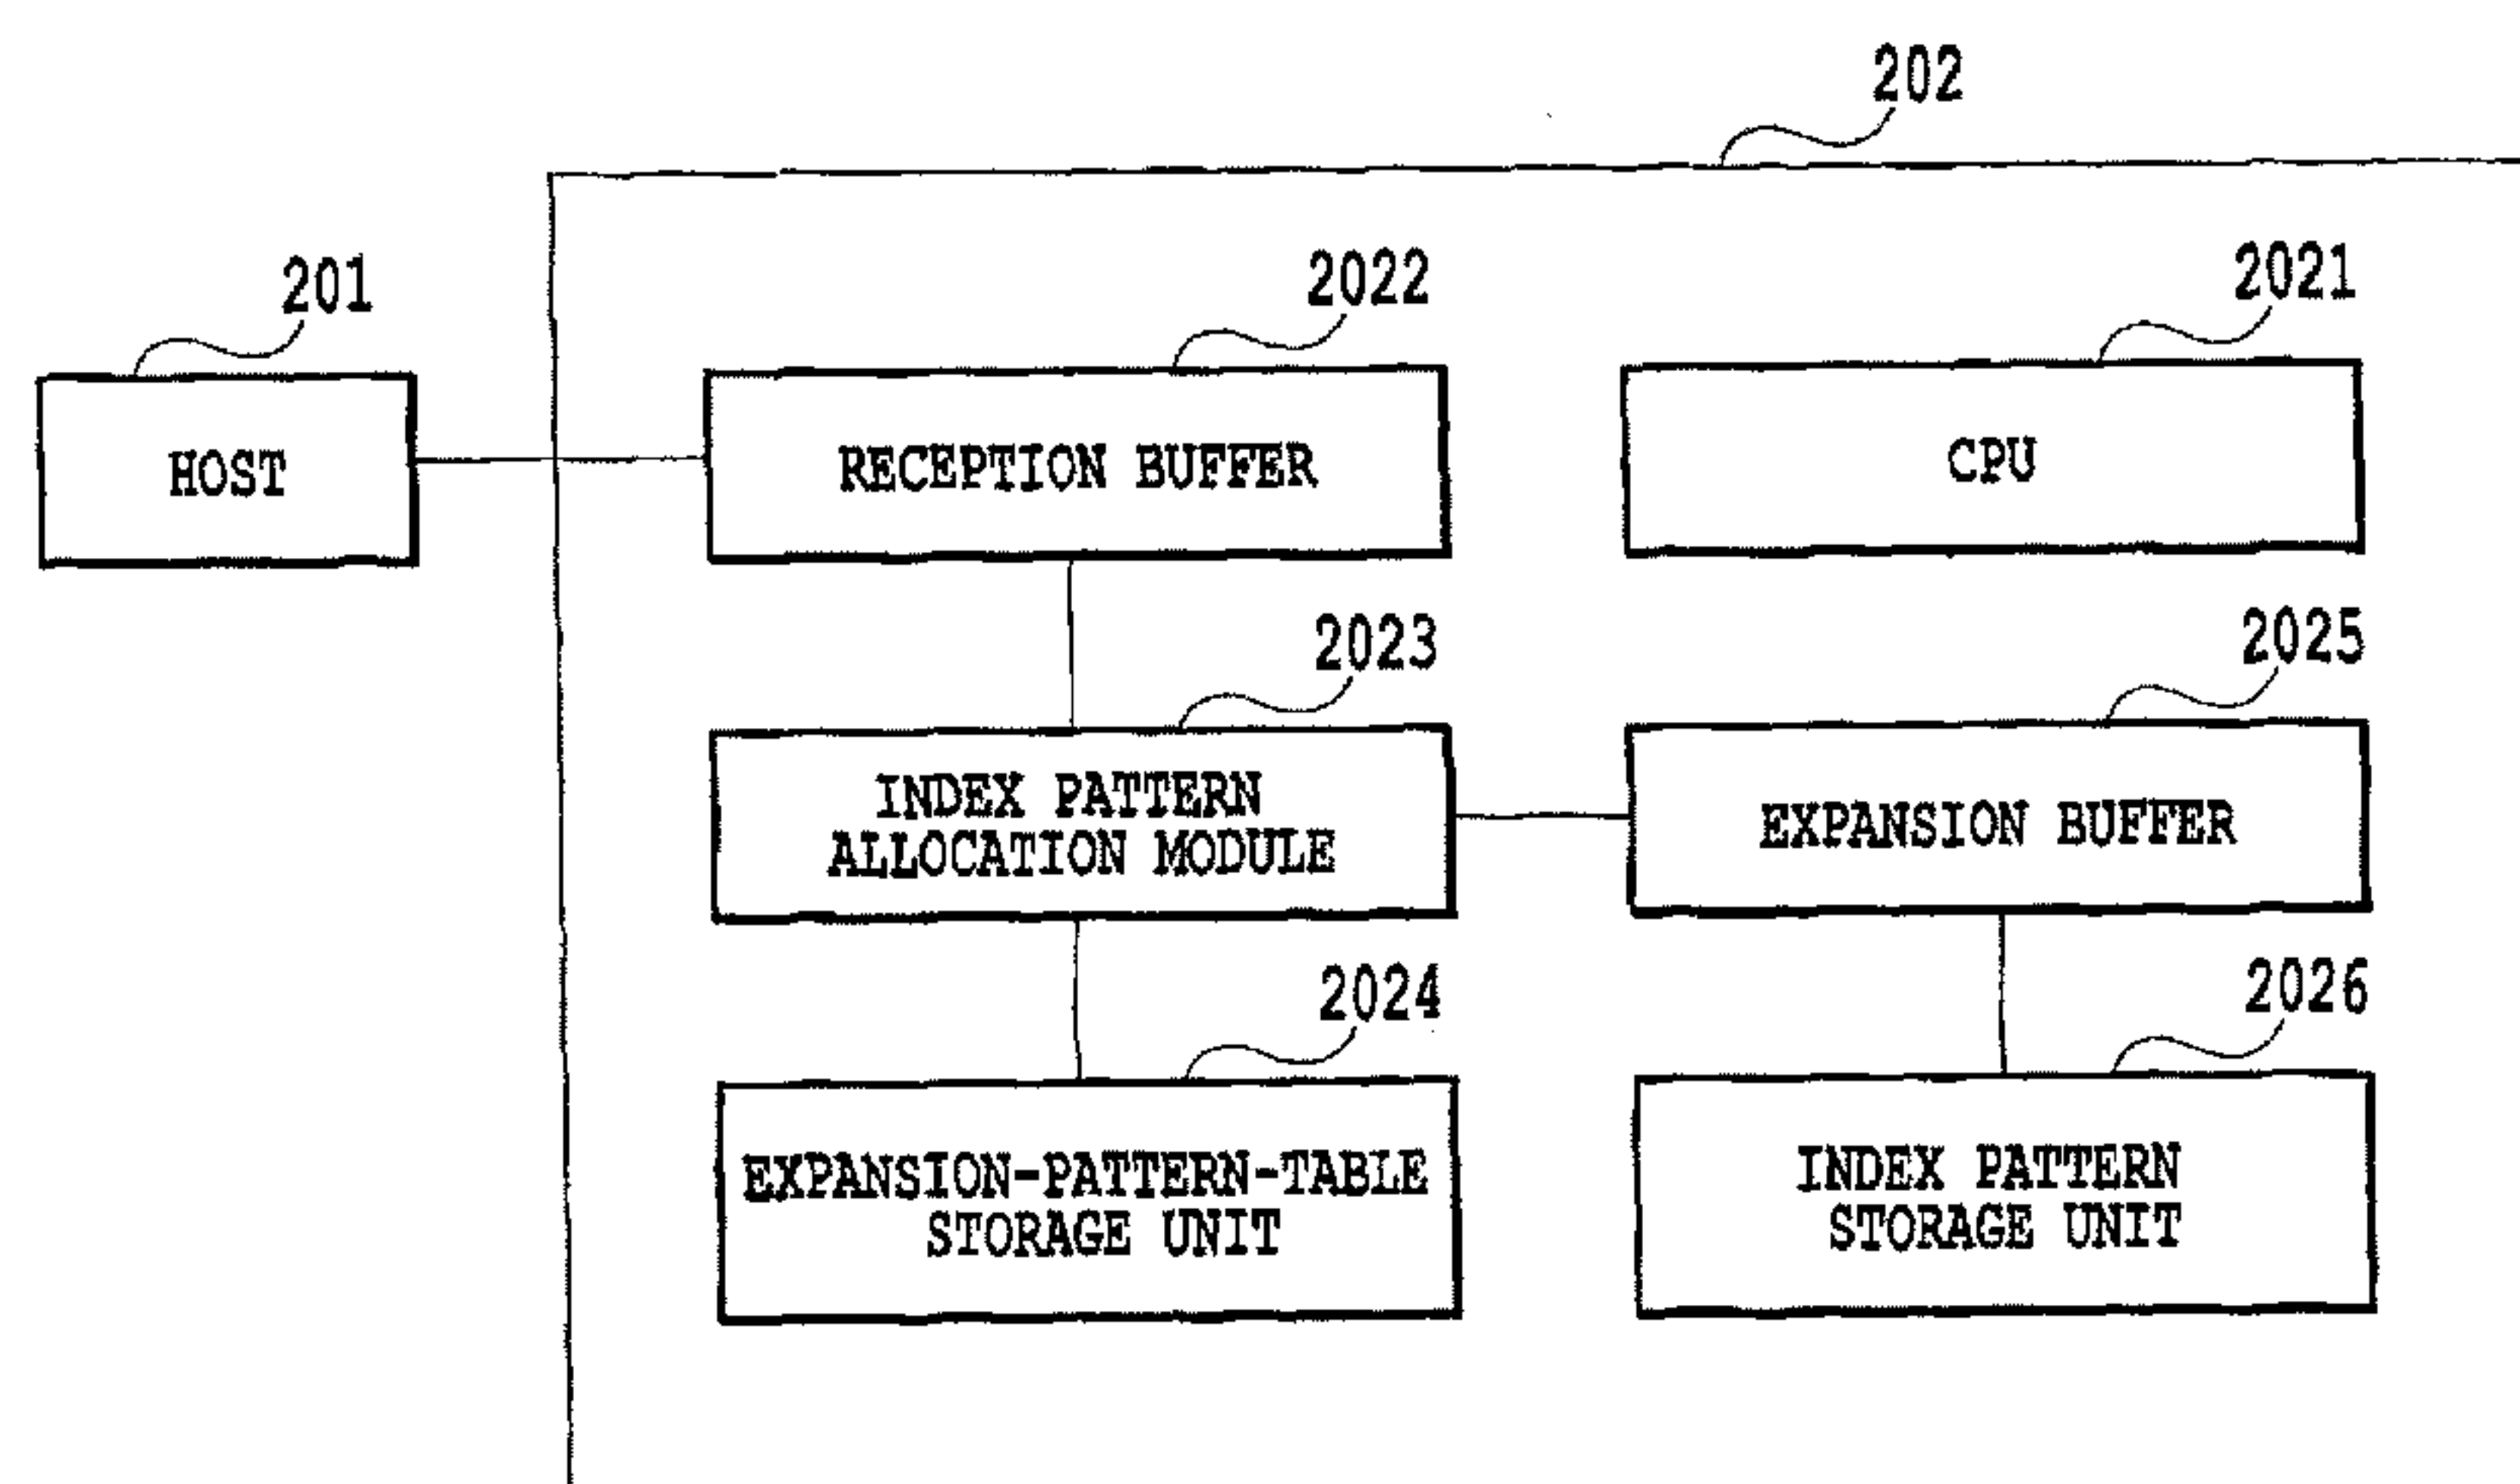 202
201
2022
2021
HOST
RECEPTION BUFFER
CPU
2023
2025
INDEX PATTERN
ALLOCATION MODULE
EXPANSION BUFFER
2024
2026
EXPANSION-PATTERN-TABLE
STORAGE UNIT
INDEX PATTERN
STORAGE UNIT